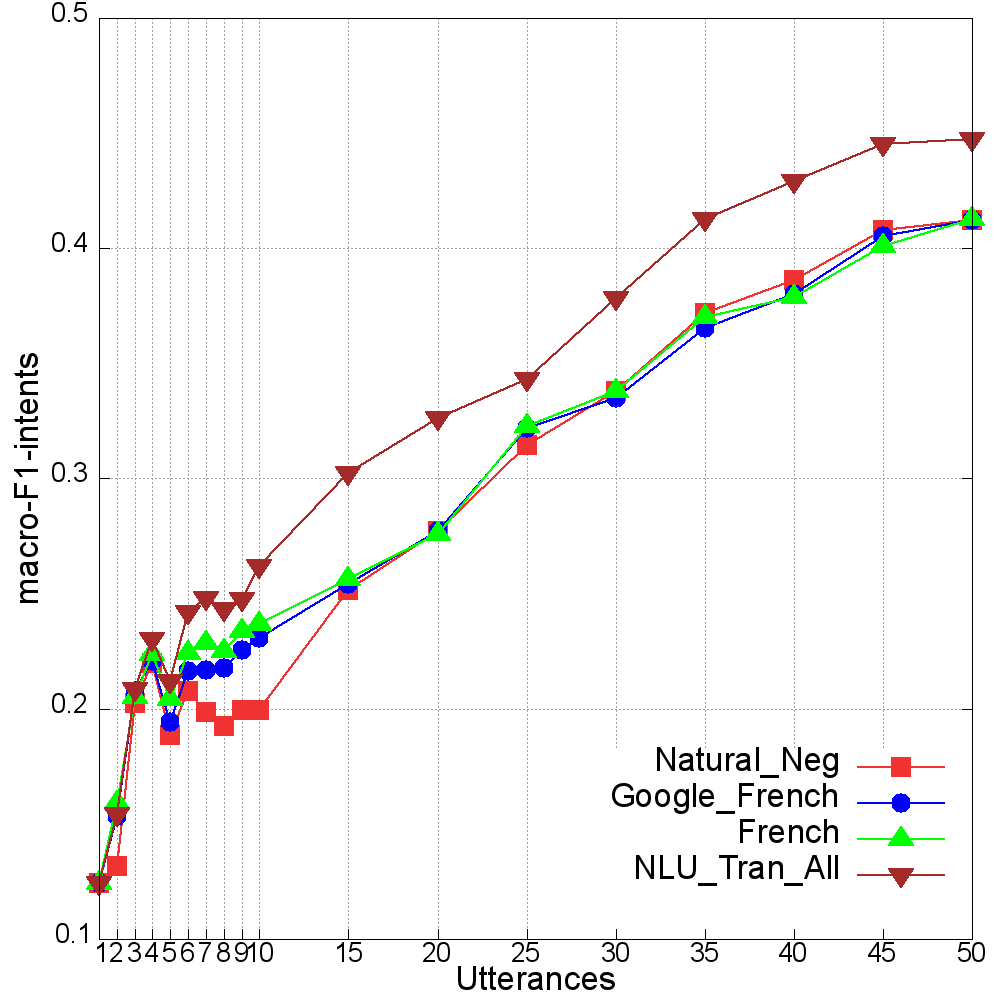 0.5
0.4
0.3
0.2
0.1
macro-F1-intents
Natural_Neg
Google_French
French
NLU_Tran_All
1 2 3 4 5 6 7 8 9 10 15 20 25 30 35 40 45 50
Utterances